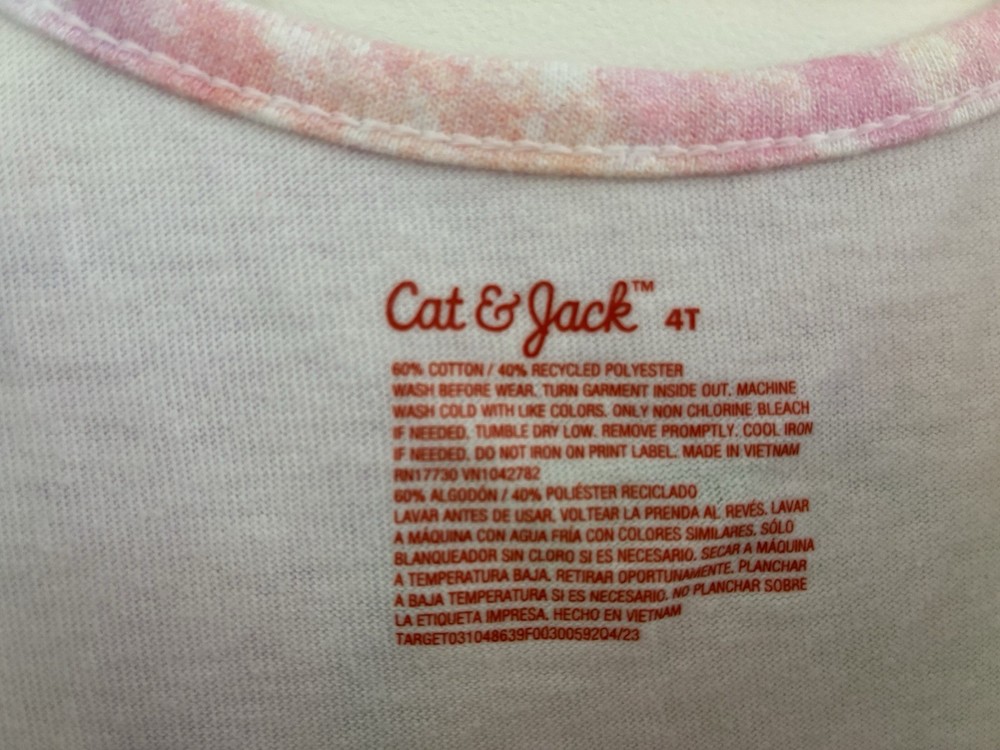 Cat & Jack™ 4T
60% COTTON / 40% RECYCLED POLYESTER
WASH BEFORE WEAR. TURN GARMENT INSIDE OUT. MACHINE
WASH COLD WITH LIKE COLORS. ONLY NON CHLORINE BLEACH
IF NEEDED. TUMBLE DRY LOW. REMOVE PROMPTLY. COOL IRON
IF NEEDED. DO NOT IRON ON PRINT LABEL. MADE IN VIETNAM
RN17730 VN1042782
60% ALGODÓN / 40% POLIÉSTER RECICLADO
LAVAR ANTES DE USAR. VOLTEAR LA PRENDA AL REVÉS. LAVAR
A MÁQUINA CON AGUA FRÍA CON COLORES SIMILARES. SÓLO
BLANQUEADOR SIN CLORO SI ES NECESARIO. SECAR A MÁQUINA
A TEMPERATURA BAJA. RETIRAR OPORTUNAMENTE. PLANCHAR
A BAJA TEMPERATURA SI ES NECESARIO. NO PLANCHAR SOBRE
LA ETIQUETA IMPRESA. HECHO EN VIETNAM
TARGET031048639F0030059204/23